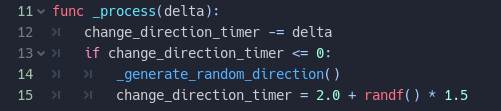 11 func _process(delta):
12 change_direction_timer -= delta
13 if change_direction_timer <= 0:
14 _generate_random_direction()
15 change_direction_timer = 2.0 + randf() * 1.5